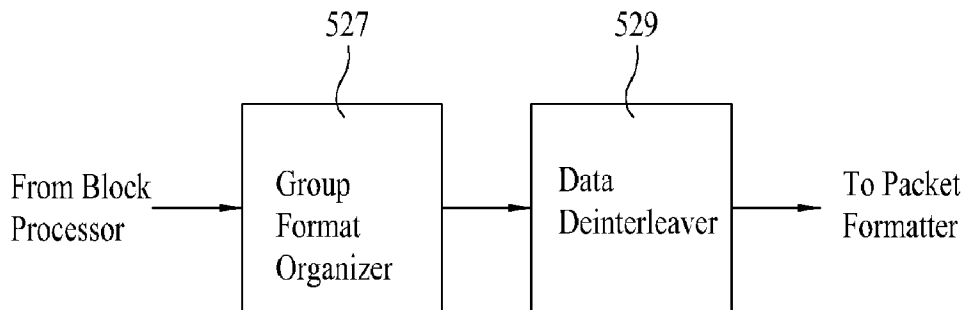 527
529
From Block
Processor
Group
Format
Organizer
Data
Deinterleaver
To Packet
Formatter